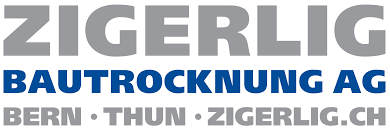 ZIGERLIG
BAUTROCKNUNG AG
BERN · THUN · ZIGERLIG.CH